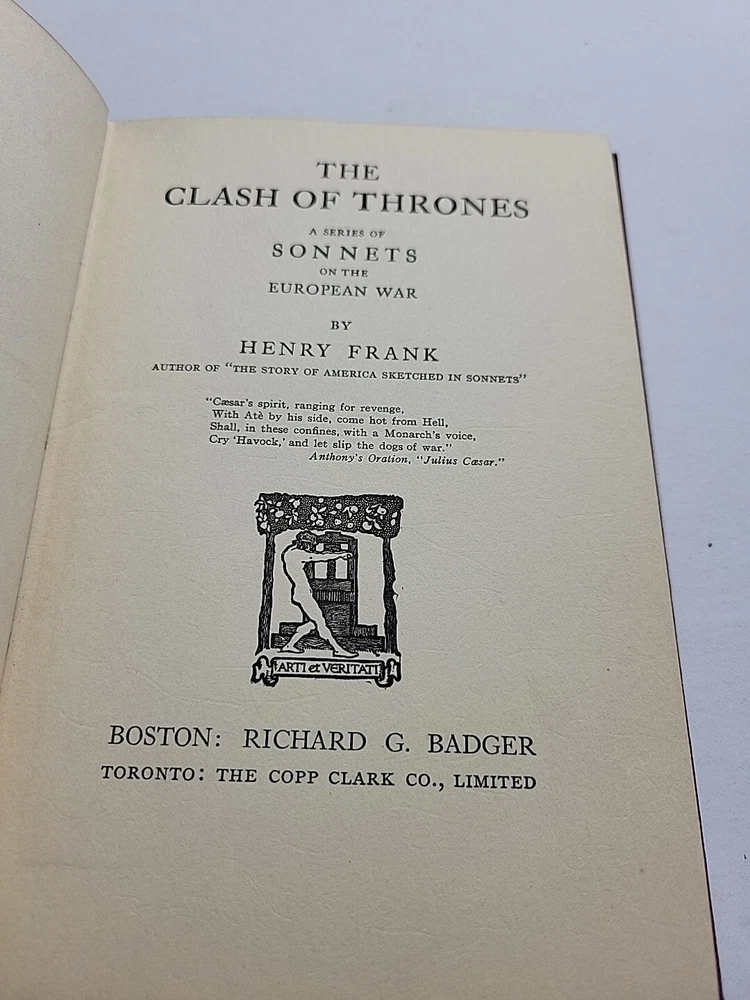 THE
CLASH OF THRONES
A SERIES OF
SONNETS
ON THE
EUROPEAN WAR
BY
HENRY FRANK
AUTHOR OF "THE STORY OF AMERICA SKETCHED IN SONNETS"
"Cæsar's spirit, ranging for revenge,
With Atè by his side, come hot from Hell,
Shall, in these confines, with a Monarch's voice,
Cry 'Havock,' and let slip the dogs of war."
Anthony's Oration, "Julius Cæsar."
ARTI et VERITATI
BOSTON: RICHARD G. BADGER
TORONTO: THE COPP CLARK CO., LIMITED